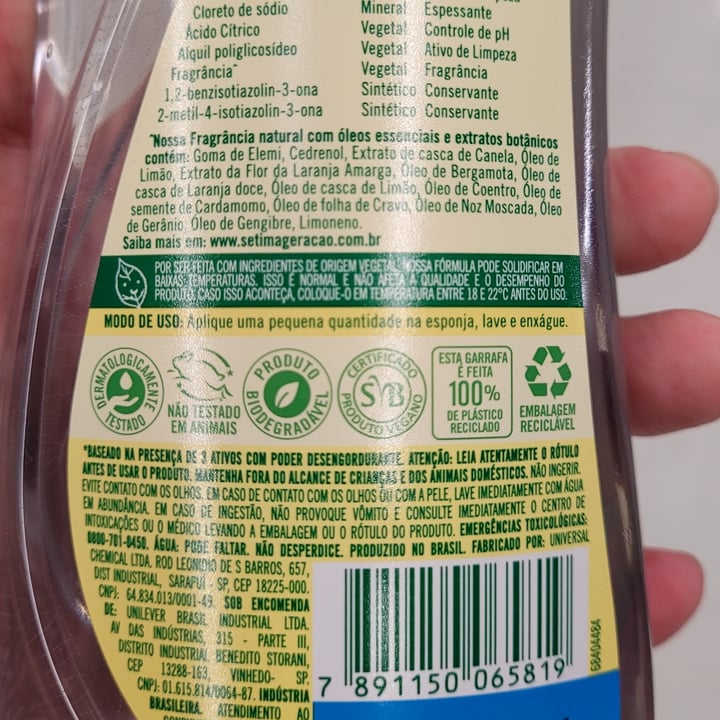 Cloreto de sódio Mineral Espessante
Ácido Cítrico Vegetal Controle de pH
Alquil poliglicosídeo Vegetal Ativo de Limpeza
Fragrância^ Vegetal Fragrância
1,2-benzisotiazolin-3-ona Sintético Conservante
2-metil-4-isotiazolin-3-ona Sintético Conservante
^Nossa Fragrância natural com óleos essenciais e extratos botânicos
contém: Goma de Elemi, Cedrenol, Extrato de casca de Canela, Óleo de
Limão, Extrato da Flor da Laranja Amarga, Óleo de Bergamota, Óleo de
casca de Laranja doce, Óleo de casca de Limão, Óleo de Coentro, Óleo de
semente de Cardamomo, Óleo de folha de Cravo, Óleo de Noz Moscada, Óleo
de Gerânio, Óleo de Gengibre, Limoneno.
Saiba mais em: www.setimageracao.com.br
POR SER FEITA COM INGREDIENTES DE ORIGEM VEGETAL, NOSSA FÓRMULA PODE SOLIDIFICAR EM
BAIXAS TEMPERATURAS. ISSO É NORMAL E NÃO AFETA A QUALIDADE E O DESEMPENHO DO
PRODUTO. CASO ISSO ACONTEÇA, COLOQUE-O EM TEMPERATURA ENTRE 18 E 22°C ANTES DO USO.
MODO DE USO: Aplique uma pequena quantidade na esponja, lave e enxágue.
DERMATOLOGICAMENTE
TESTADO
NÃO TESTADO
EM ANIMAIS
PRODUTO
BIODEGRADÁVEL
CERTIFICADO
SVB
PRODUTO VEGANO
ESTA GARRAFA
É FEITA
100%
DE PLÁSTICO
RECICLADO
EMBALAGEM
RECICLÁVEL
*BASEADO NA PRESENÇA DE 3 ATIVOS COM PODER DESENGORDURANTE. ATENÇÃO: LEIA ATENTAMENTE O RÓTULO
ANTES DE USAR O PRODUTO. MANTENHA FORA DO ALCANCE DE CRIANÇAS E DOS ANIMAIS DOMÉSTICOS. NÃO INGERIR.
EVITE CONTATO COM OS OLHOS. EM CASO DE CONTATO COM OS OLHOS OU COM A PELE, LAVE IMEDIATAMENTE COM ÁGUA
EM ABUNDÂNCIA. EM CASO DE INGESTÃO, NÃO PROVOQUE VÔMITO E CONSULTE IMEDIATAMENTE O CENTRO DE
INTOXICAÇÕES OU O MÉDICO LEVANDO A EMBALAGEM OU O RÓTULO DO PRODUTO. EMERGÊNCIAS TOXICOLÓGICAS:
0800-701-0450. ÁGUA: PODE FALTAR. NÃO DESPERDICE. PRODUZIDO NO BRASIL. FABRICADO POR: UNIVERSAL
CHEMICAL LTDA. ROD LEONIDIO DE S BARROS, 657,
DIST INDUSTRIAL, SARAPUÍ - SP, CEP 18225-000.
CNPJ: 64.834.013/0001-49. SOB ENCOMENDA
DE: UNILEVER BRASIL INDUSTRIAL LTDA.
AV DAS INDÚSTRIAS, 315 - PARTE III,
DISTRITO INDUSTRIAL BENEDITO STORANI,
CEP 13288-163, VINHEDO- SP.
CNPJ: 01.615.814/0064-87. INDÚSTRIA
BRASILEIRA. ATENDIMENTO AO
7 891150 065819
68404484